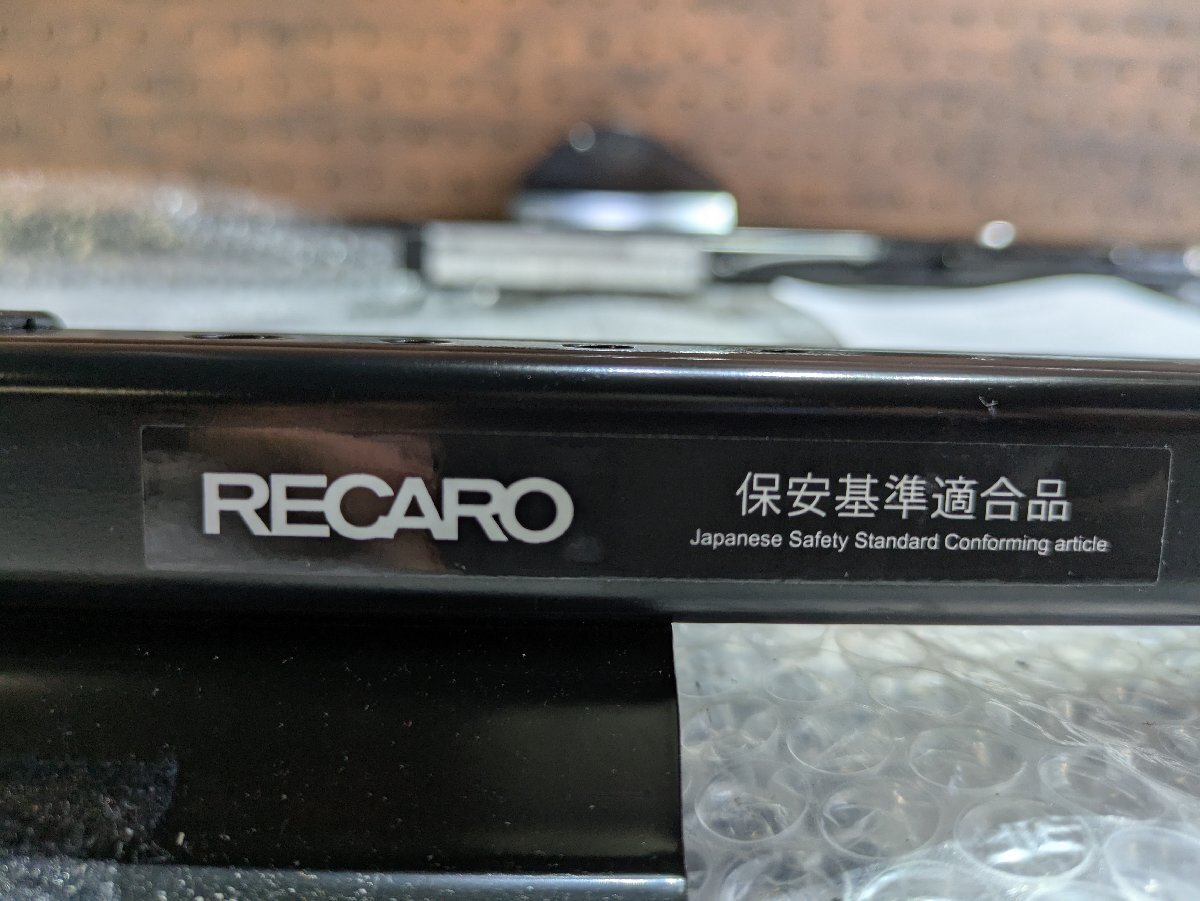 RECARO
保安基準適合品
Japanese Safety Standard Conforming article